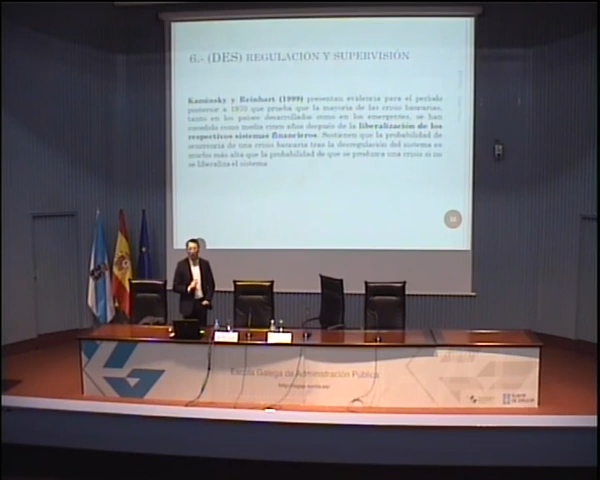 6.- (DES) REGULACIÓN Y SUPERVISIÓN
Kaminsky y Reinhart (1999) presentan evidencia para el periodo
posterior a 1970 que prueba que la mayoría de las crisis bancarias,
tanto en los países desarrollados como en los emergentes, se han
sucedido como media cinco años después de la liberalización de los
respectivos sistemas financieros. Sostienen que la probabilidad de
ocurrencia de una crisis bancaria tras la desregulación del sistema es
mucho más alta que la probabilidad de que se produzca una crisis si no
se liberaliza el sistema
Escola Galega de Administración Pública